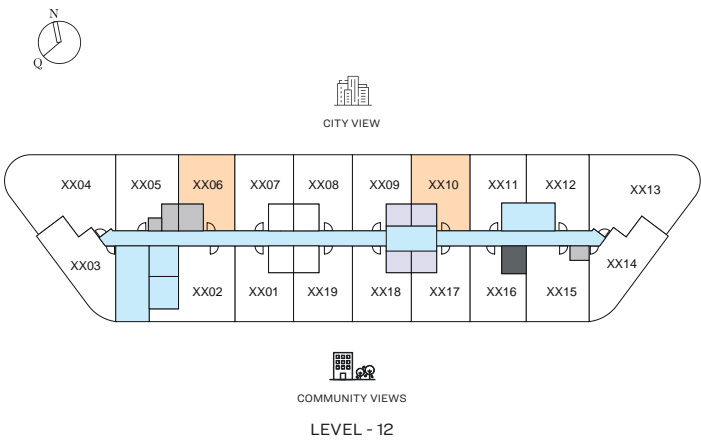 N
Q
CITY VIEW
XX04 XX05 XX06 XX07 XX08 XX09 XX10 XX11 XX12 XX13
XX03 XX02 XX01 XX19 XX18 XX17 XX16 XX15 XX14
COMMUNITY VIEWS
LEVEL - 12